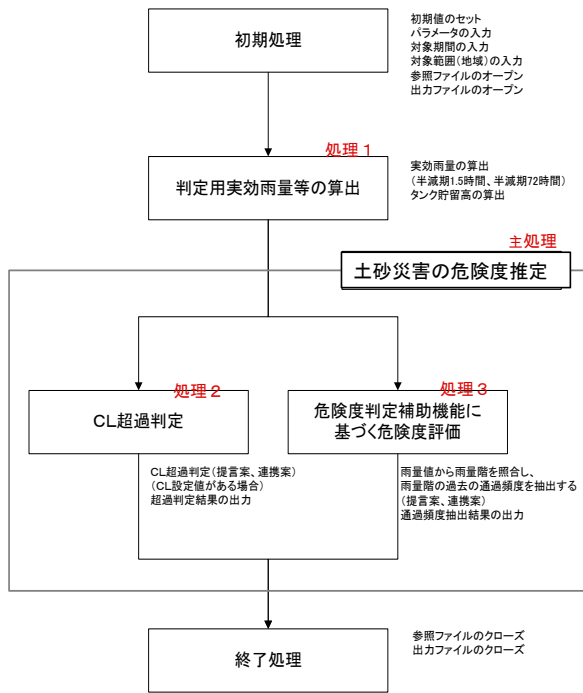 初期処理
初期値のセット
パラメータの入力
対象期間の入力
対象範囲(地域)の入力
参照ファイルのオープン
出力ファイルのオープン
処理1
判定用実効雨量等の算出
実効雨量の算出
(半減期1.5時間、半減期72時間)
タンク貯留高の算出
主処理
土砂災害の危険度推定
処理2
CL超過判定
CL超過判定(提言案、連携案)
(CL設定値がある場合)
超過判定結果の出力
処理3
危険度判定補助機能に
基づく危険度評価
雨量値から雨量階を照合し、
雨量階の過去の通過頻度を抽出する
(提言案、連携案)
通過頻度抽出結果の出力
終了処理
参照ファイルのクローズ
出力ファイルのクローズ